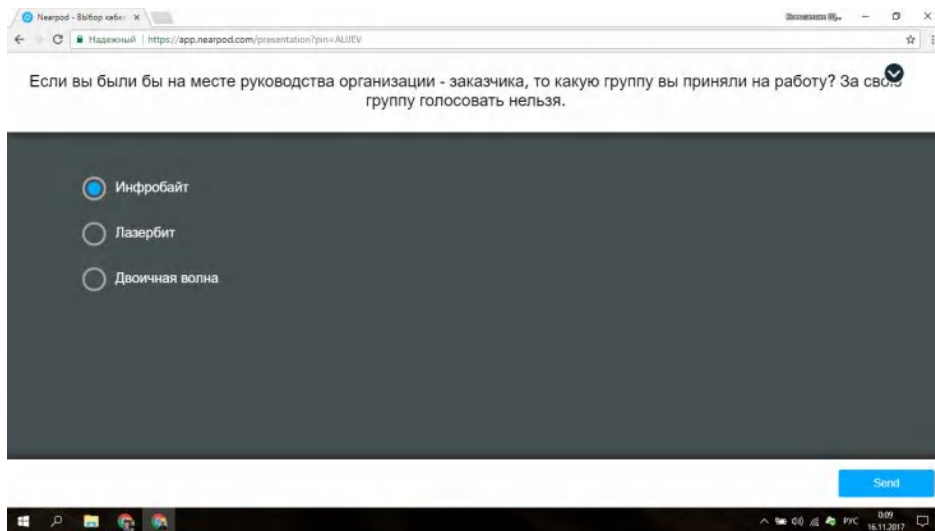 Nearpod - Выбор кабе
Надежный https://app.nearpod.com/presentation?pin=AUJEV
Если вы были бы на месте руководства организации - заказчика, то какую группу вы приняли на работу? За свою
группу голосовать нельзя.
Инфробайт
Лазербит
Двоичная волна
Send
РУС
0:09
16.11.2017